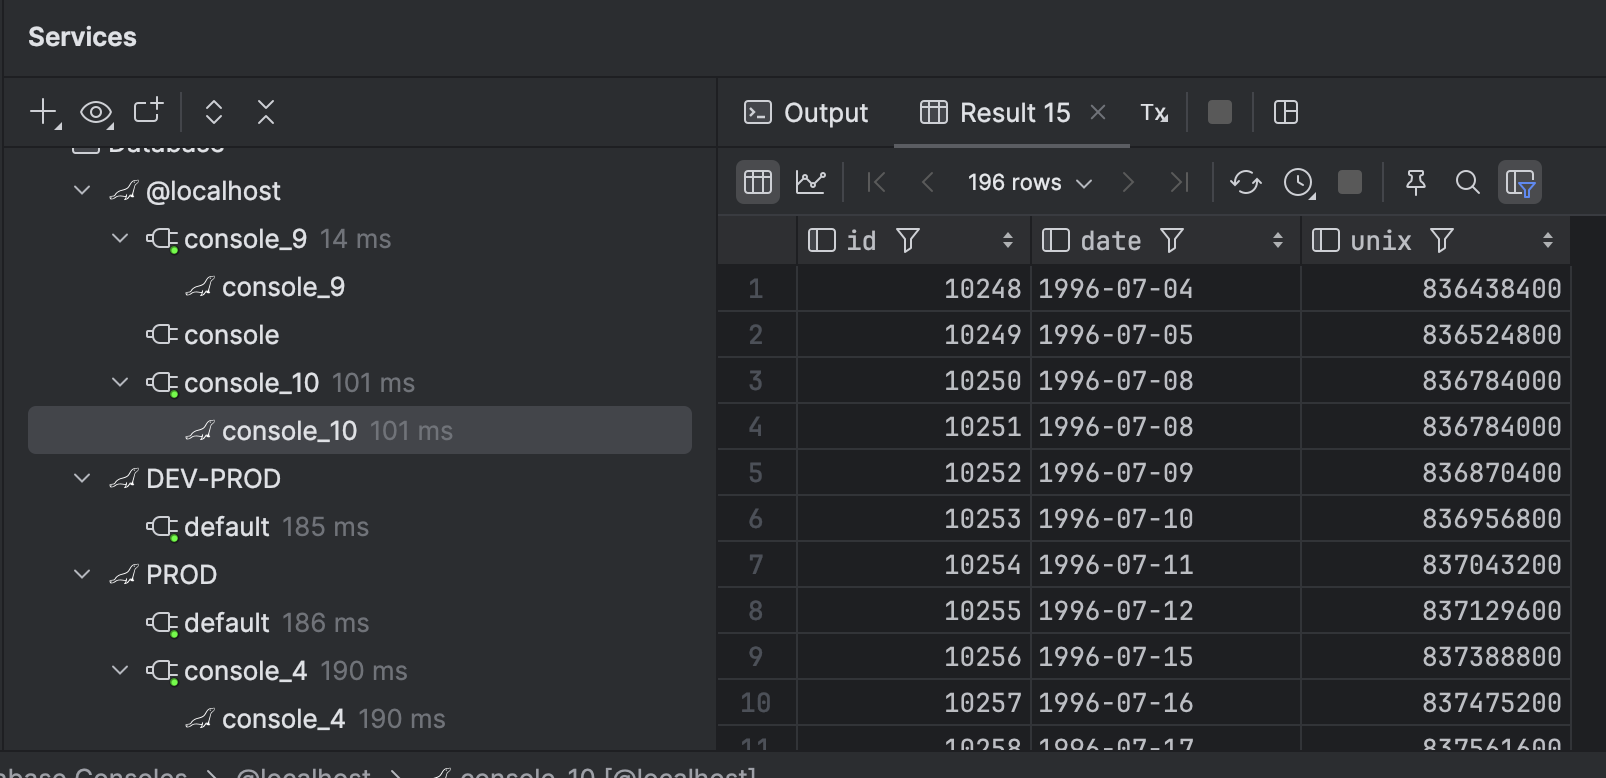 Services
Database
@localhost
console_9 14 ms
console_9
console
console_10 101 ms
console_10 101 ms
DEV-PROD
default 185 ms
PROD
default 186 ms
console_4 190 ms
console_4 190 ms
Output Result 15 Tx
196 rows
id date unix
1 10248 1996-07-04 836438400
2 10249 1996-07-05 836524800
3 10250 1996-07-08 836784000
4 10251 1996-07-08 836784000
5 10252 1996-07-09 836870400
6 10253 1996-07-10 836956800
7 10254 1996-07-11 837043200
8 10255 1996-07-12 837129600
9 10256 1996-07-15 837388800
10 10257 1996-07-16 837475200
11 10258 1996-07-17 837561600
base Consoles > @localhost > console_10 [@localhost]